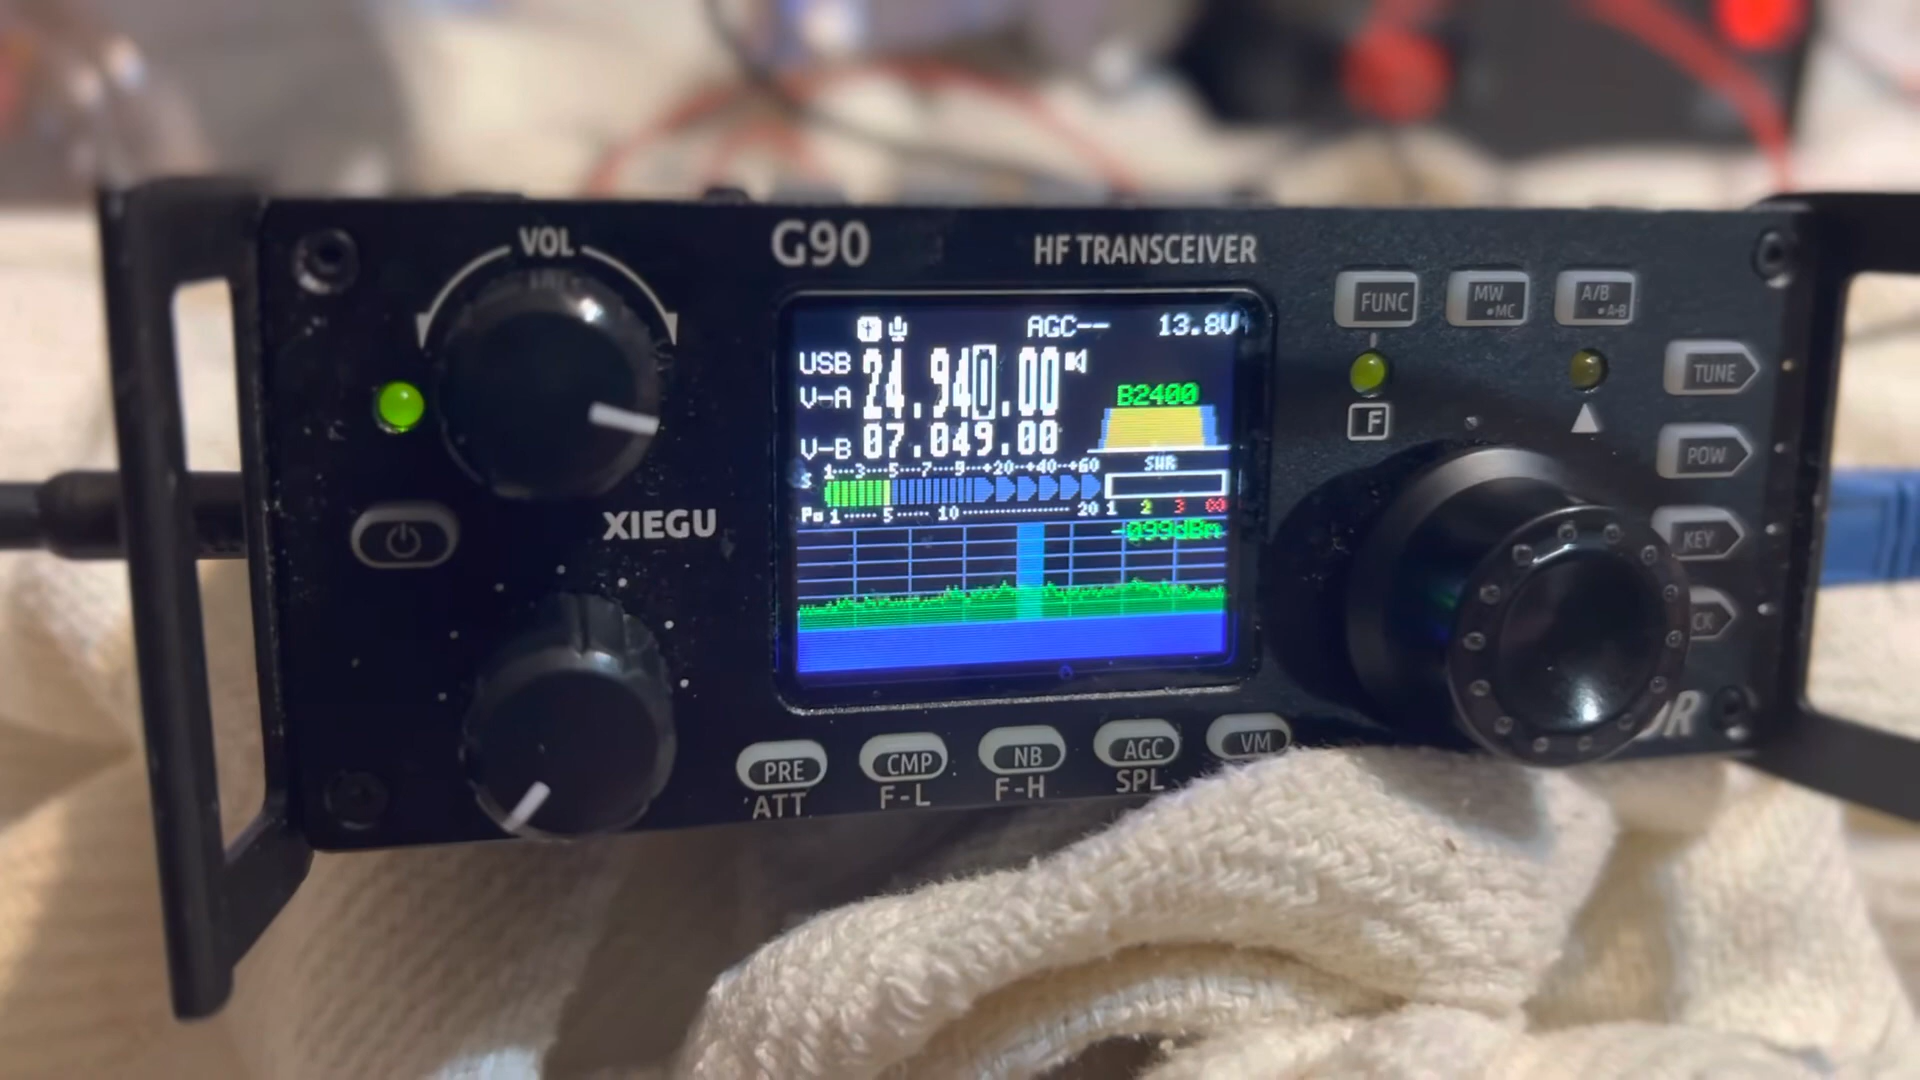 VOL
G90
HF TRANSCEIVER
FUNC
MW
•MC
A/B
•A-B
AGC--
13.8V
USB
24.940.00
V-A
B2400
V-B
07.049.00
S
1---3---5---7---9--+20--+40--+60
SWR
Po
1------5-----10----------------20
1 2 3 ∞
-099dBm
F
TUNE
POW
KEY
CK
XIEGU
PRE
ATT
CMP
F-L
NB
F-H
AGC
SPL
VM
DR